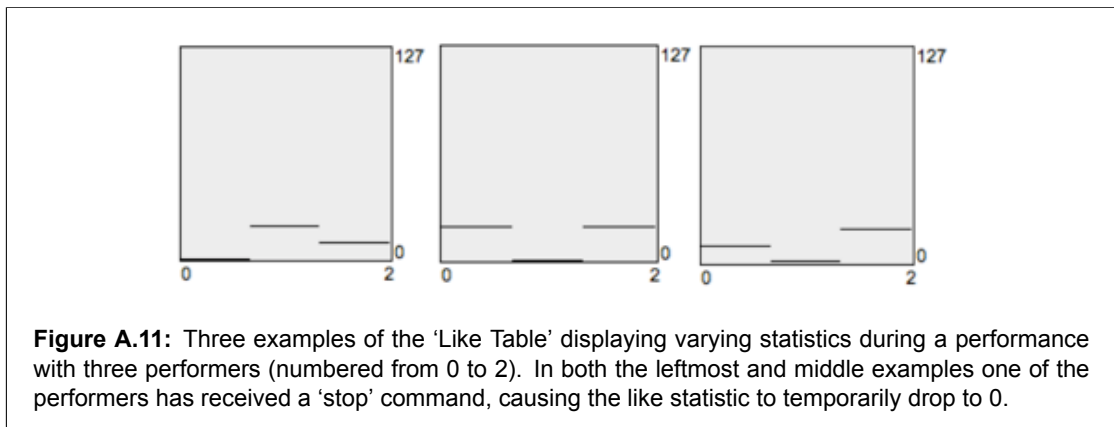 127 127 127
0 0 0
0 2 0 2 0 2
Figure A.11: Three examples of the ‘Like Table’ displaying varying statistics during a performance
with three performers (numbered from 0 to 2). In both the leftmost and middle examples one of the
performers has received a ‘stop’ command, causing the like statistic to temporarily drop to 0.